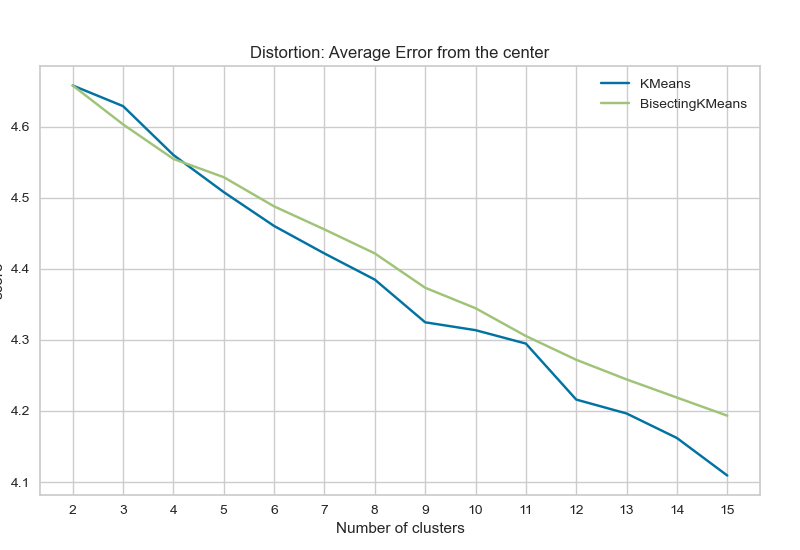 Distortion: Average Error from the center
KMeans
BisectingKMeans
4.6
4.5
4.4
4.3
4.2
4.1
2 3 4 5 6 7 8 9 10 11 12 13 14 15
Number of clusters